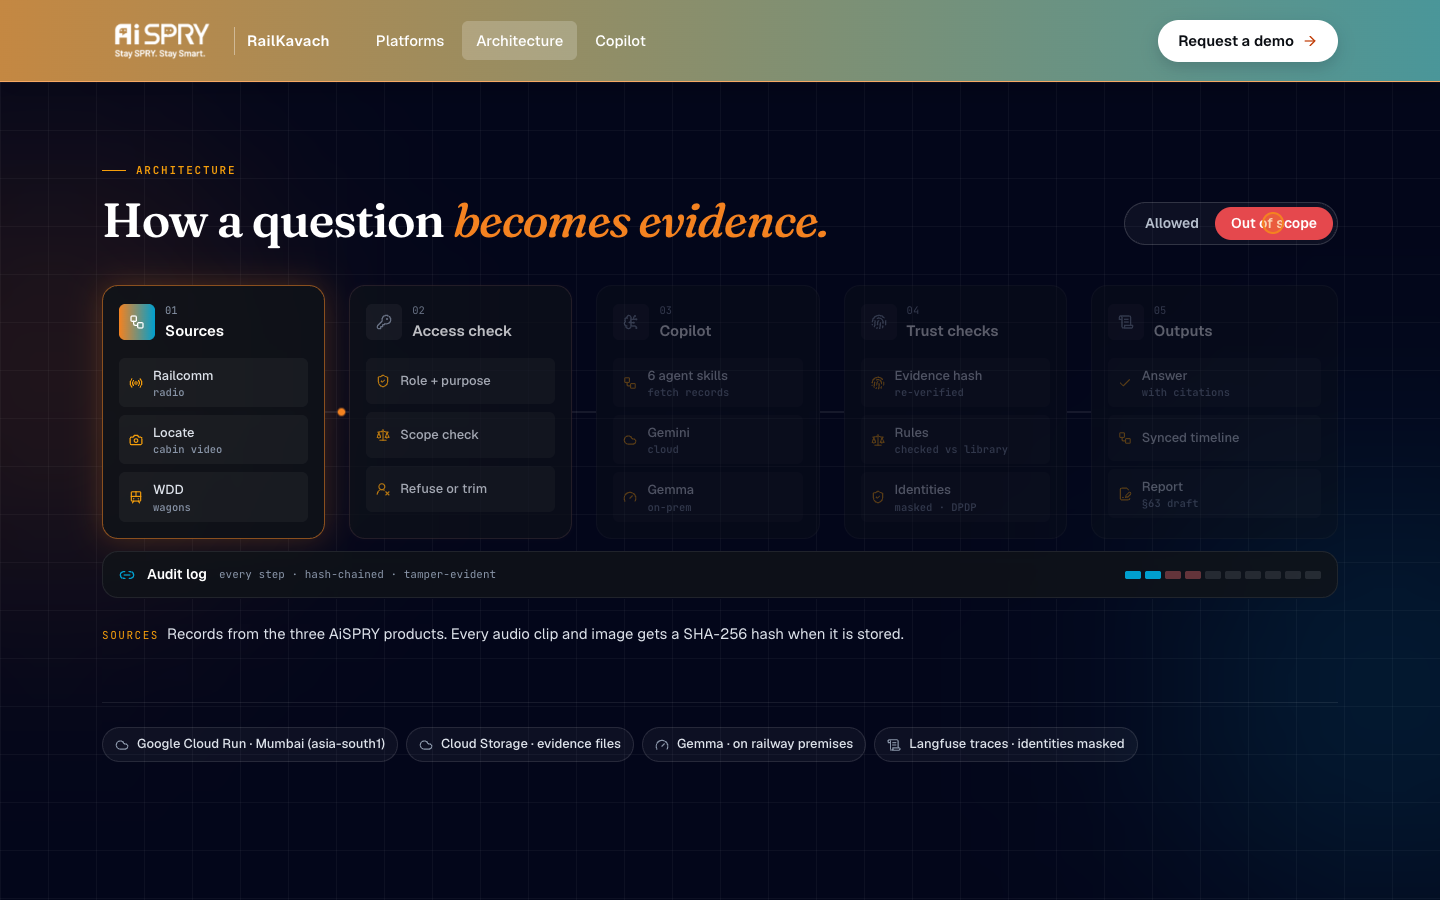 AiSPRY
Stay SPRY. Stay Smart.
RailKavach
Platforms
Architecture
Copilot
Request a demo
ARCHITECTURE
How a question becomes evidence.
Allowed
Out of scope
01
Sources
Railcomm
radio
Locate
cabin video
WDD
wagons
02
Access check
Role + purpose
Scope check
Refuse or trim
03
Copilot
6 agent skills
fetch records
Gemini
cloud
Gemma
on-prem
04
Trust checks
Evidence hash
re-verified
Rules
checked vs library
Identities
masked · DPDP
05
Outputs
Answer
with citations
Synced timeline
Report
§63 draft
Audit log every step · hash-chained · tamper-evident
SOURCES Records from the three AiSPRY products. Every audio clip and image gets a SHA-256 hash when it is stored.
Google Cloud Run · Mumbai (asia-south1)
Cloud Storage · evidence files
Gemma · on railway premises
Langfuse traces · identities masked